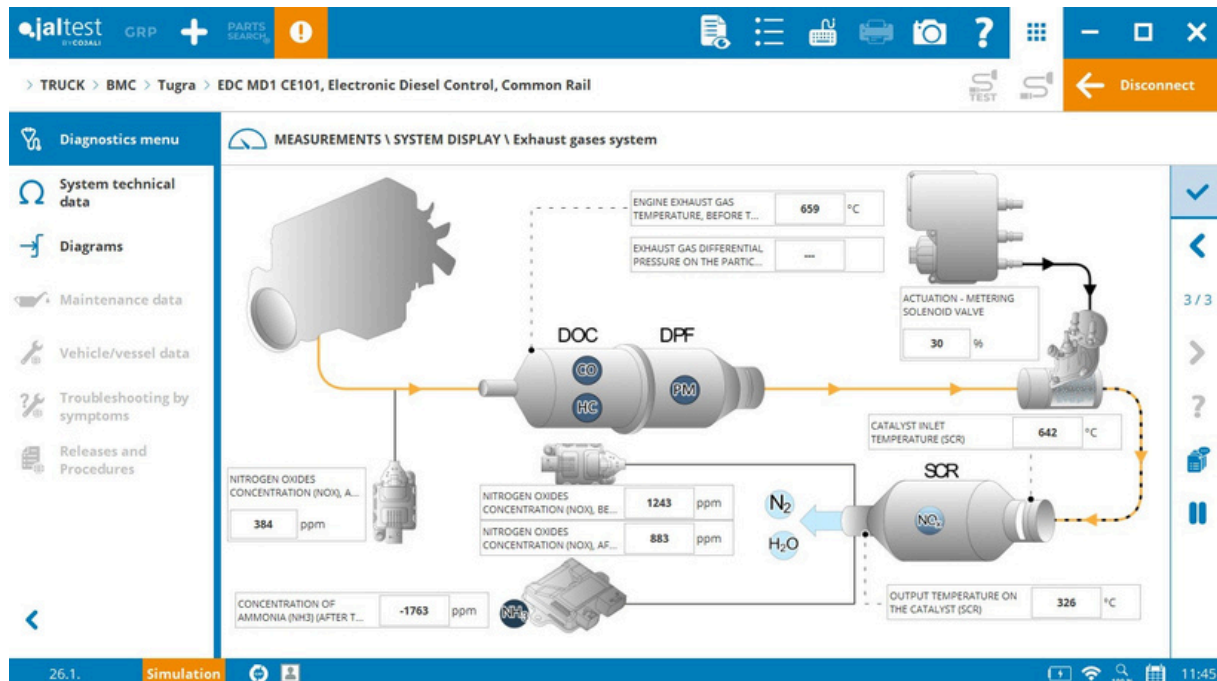 jaltest
BY COJALI
GRP
PARTS
SEARCH
> TRUCK > BMC > Tugra > EDC MD1 CE101, Electronic Diesel Control, Common Rail
TEST
Disconnect
Diagnostics menu
MEASUREMENTS \ SYSTEM DISPLAY \ Exhaust gases system
System technical
data
Diagrams
Maintenance data
Vehicle/vessel data
Troubleshooting by
symptoms
Releases and
Procedures
ENGINE EXHAUST GAS
TEMPERATURE, BEFORE T...
659 °C
EXHAUST GAS DIFFERENTIAL
PRESSURE ON THE PARTIC...
---
ACTUATION - METERING
SOLENOID VALVE
30 %
3 / 3
DOC
DPF
CO
HC
PM
CATALYST INLET
TEMPERATURE (SCR)
642 °C
SCR
NITROGEN OXIDES
CONCENTRATION (NOX), A...
384 ppm
NITROGEN OXIDES
CONCENTRATION (NOX), BE...
1243 ppm
NITROGEN OXIDES
CONCENTRATION (NOX), AF...
883 ppm
N2
H2O
CONCENTRATION OF
AMMONIA (NH3) (AFTER T...
-1763 ppm
NH3
OUTPUT TEMPERATURE ON
THE CATALYST (SCR)
326 °C
26.1.
Simulation
11:45